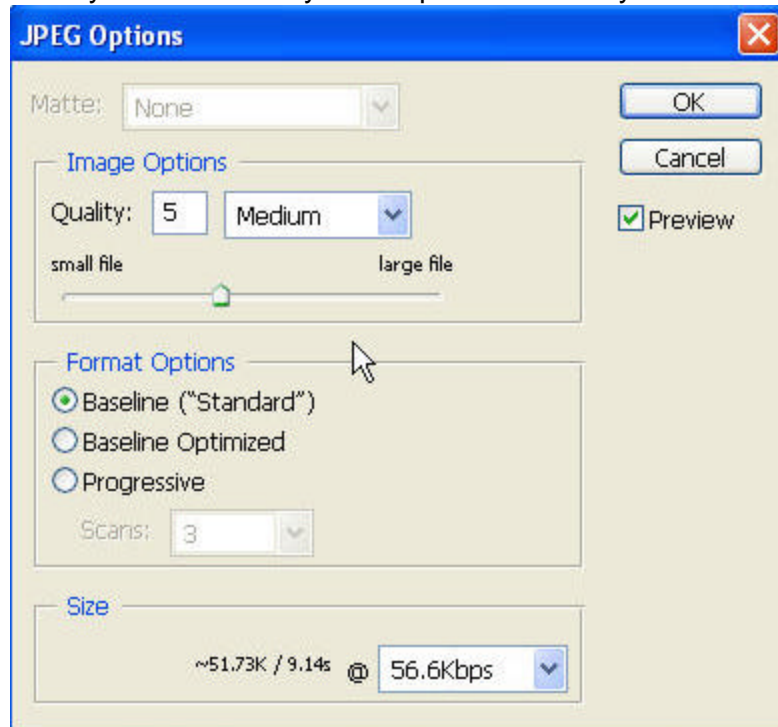 JPEG Options
Matte: None
OK
Cancel
Preview
Image Options
Quality: 5 Medium
small file large file
Format Options
Baseline ("Standard")
Baseline Optimized
Progressive
Scans: 3
Size
~51.73K / 9.14s @ 56.6Kbps